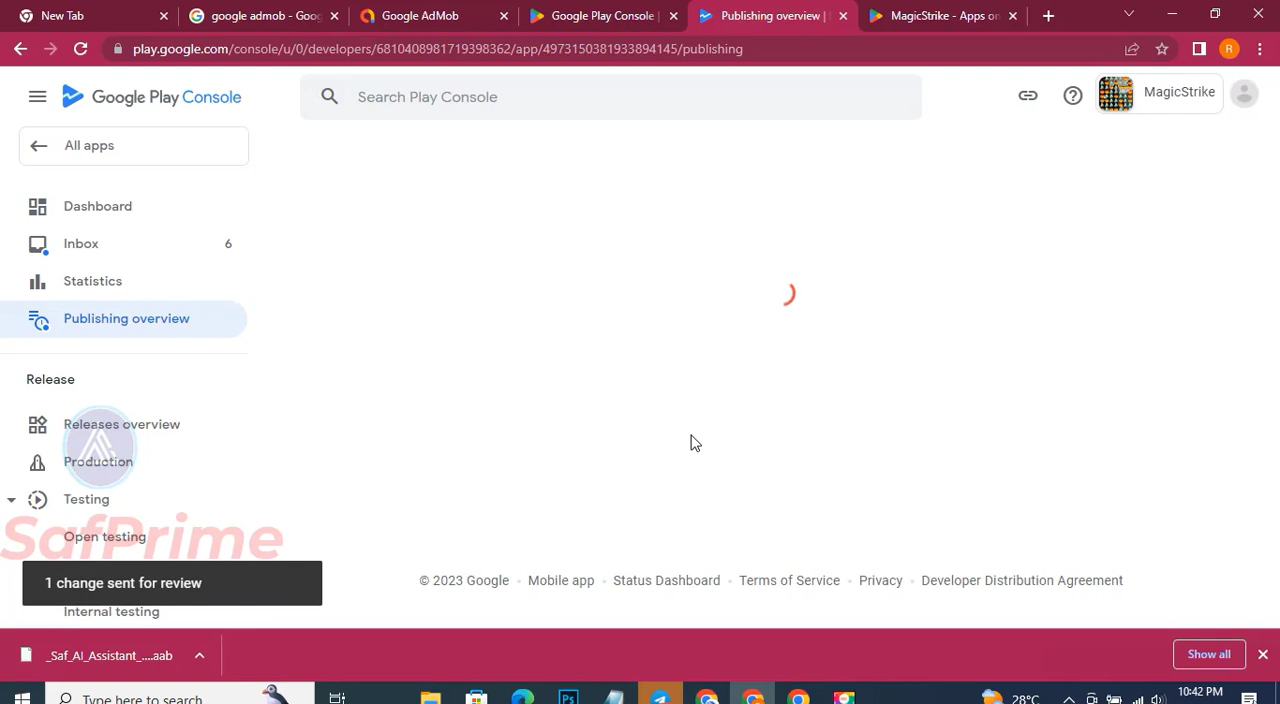 New Tab
google admob - Goog
Google AdMob
Google Play Console |
Publishing overview |
MagicStrike - Apps on
play.google.com/console/u/0/developers/6810408981719398362/app/4973150381933894145/publishing
R
Google Play Console
Search Play Console
MagicStrike
All apps
Dashboard
Inbox 6
Statistics
Publishing overview
Release
Releases overview
Production
Testing
SafPrime
Open testing
1 change sent for review
Internal testing
© 2023 Google • Mobile app • Status Dashboard • Terms of Service • Privacy • Developer Distribution Agreement
_Saf_AI_Assistant_....aab
Show all
Type here to search
28°C
10:42 PM